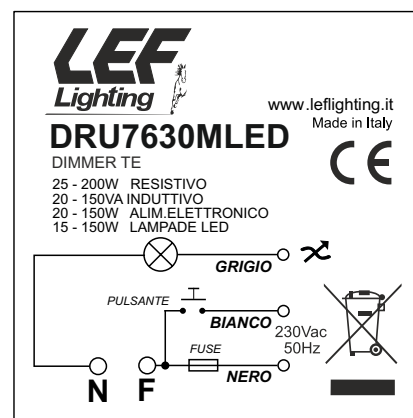 LEF
Lighting
www.leflighting.it
Made in Italy
DRU7630MLED
CE
DIMMER TE
25 - 200W RESISTIVO
20 - 150VA INDUTTIVO
20 - 150W ALIM.ELETTRONICO
15 - 150W LAMPADE LED
GRIGIO
PULSANTE
BIANCO
230Vac
50Hz
FUSE
NERO
N F